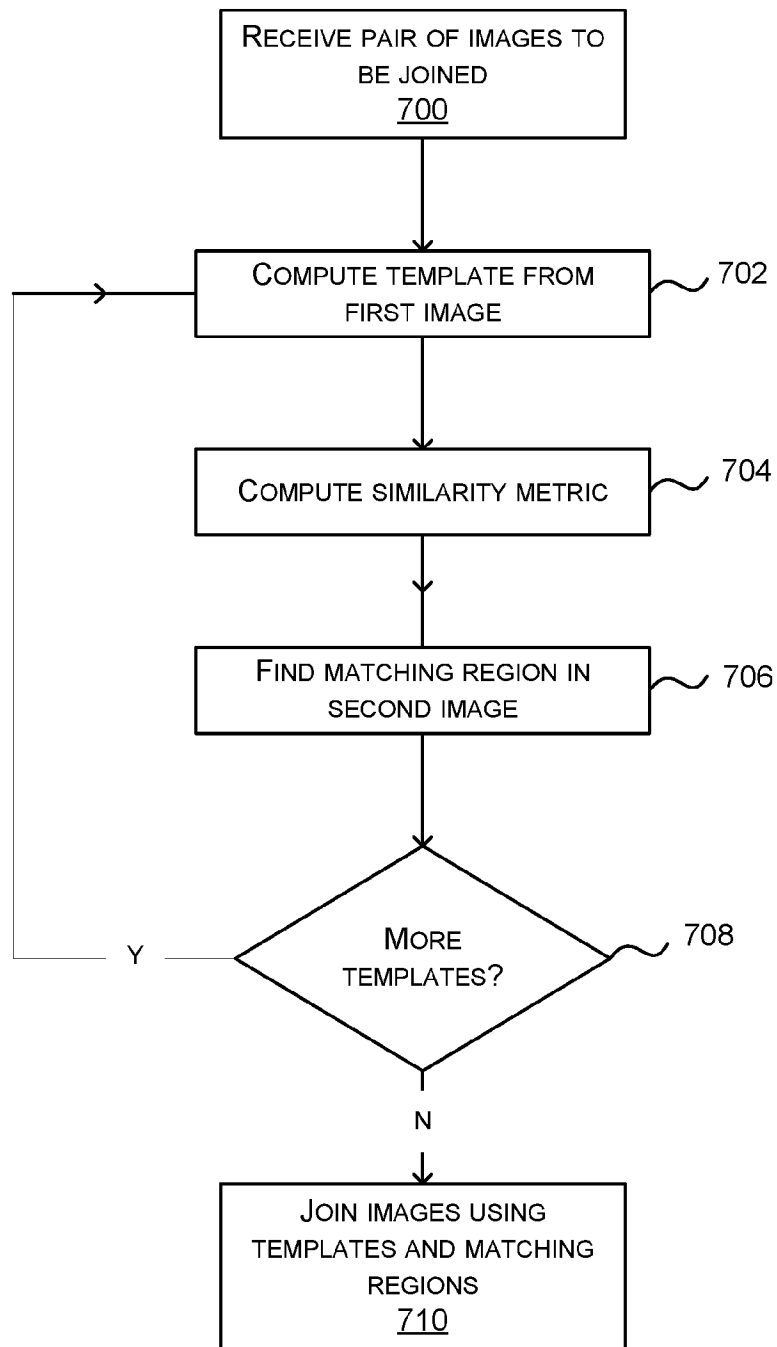 RECEIVE PAIR OF IMAGES TO
BE JOINED
700
COMPUTE TEMPLATE FROM
FIRST IMAGE
702
COMPUTE SIMILARITY METRIC
704
FIND MATCHING REGION IN
SECOND IMAGE
706
MORE
TEMPLATES?
708
Y
N
JOIN IMAGES USING
TEMPLATES AND MATCHING
REGIONS
710